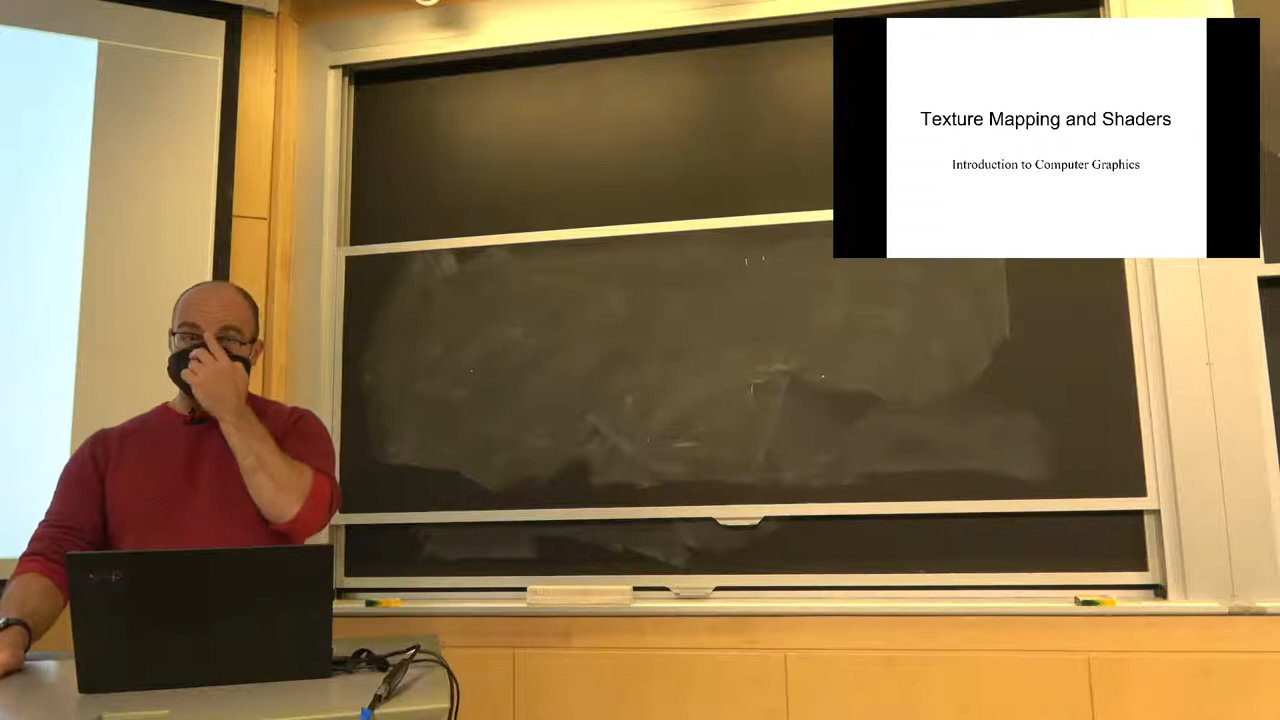 Texture Mapping and Shaders
Introduction to Computer Graphics